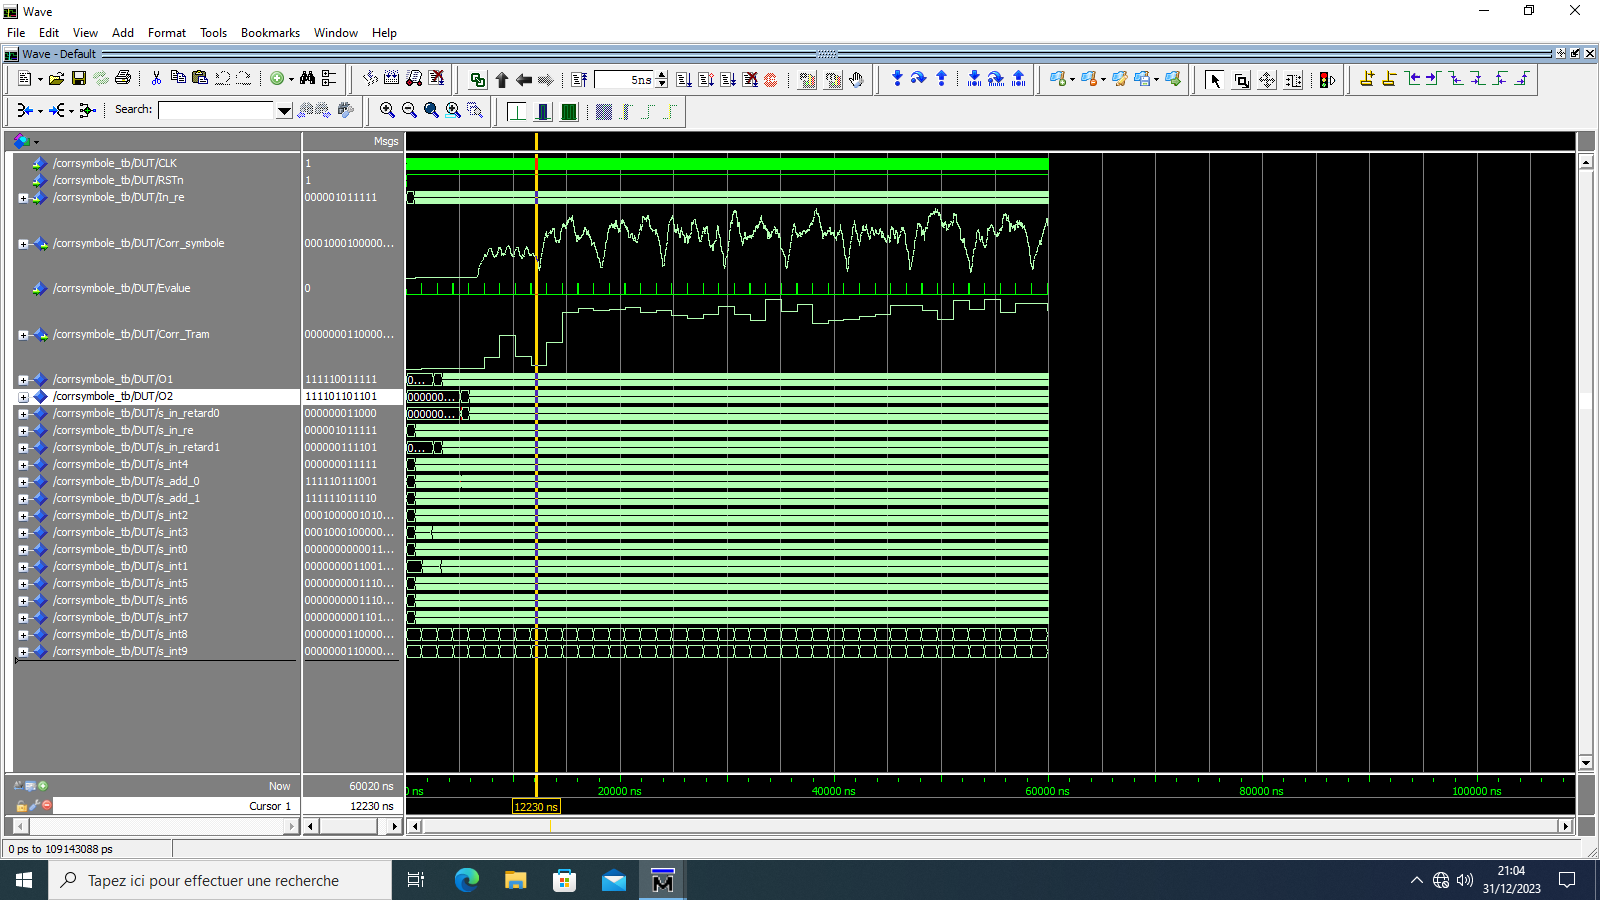 Wave
File Edit View Add Format Tools Bookmarks Window Help
Wave - Default
5ns
Search:
Msgs
/corrsymbole_tb/DUT/CLK 1
/corrsymbole_tb/DUT/RSTn 1
/corrsymbole_tb/DUT/In_re 000001011111
/corrsymbole_tb/DUT/Corr_symbole 0001000100000...
/corrsymbole_tb/DUT/Evalue 0
/corrsymbole_tb/DUT/Corr_Tram 0000000110000...
/corrsymbole_tb/DUT/O1 111110011111 0...
/corrsymbole_tb/DUT/O2 111101101101 000000...
/corrsymbole_tb/DUT/s_in_retard0 000000011000 000000...
/corrsymbole_tb/DUT/s_in_re 000001011111
/corrsymbole_tb/DUT/s_in_retard1 000000111101 0...
/corrsymbole_tb/DUT/s_int4 000000011111
/corrsymbole_tb/DUT/s_add_0 111110111001
/corrsymbole_tb/DUT/s_add_1 111111011110
/corrsymbole_tb/DUT/s_int2 0001000001010...
/corrsymbole_tb/DUT/s_int3 0001000100000...
/corrsymbole_tb/DUT/s_int0 0000000000011...
/corrsymbole_tb/DUT/s_int1 0000000011001...
/corrsymbole_tb/DUT/s_int5 0000000001110...
/corrsymbole_tb/DUT/s_int6 0000000001110...
/corrsymbole_tb/DUT/s_int7 0000000001101...
/corrsymbole_tb/DUT/s_int8 0000000110000...
/corrsymbole_tb/DUT/s_int9 0000000110000...
Now 60020 ns ns 20000 ns 40000 ns 60000 ns 80000 ns 100000 ns
Cursor 1 12230 ns 12230 ns
0 ps to 109143088 ps
Tapez ici pour effectuer une recherche
M
21:04
31/12/2023